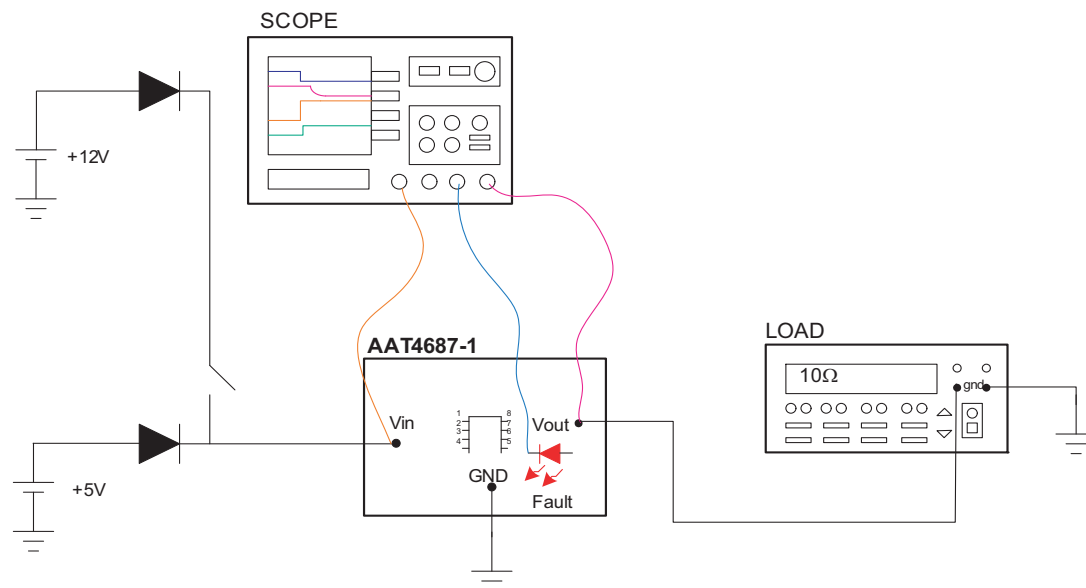 SCOPE
+12V
AAT4687-1
LOAD
10Ω
gnd
Vin
1
2
3
4
8
7
6
5
Vout
GND
Fault
+5V